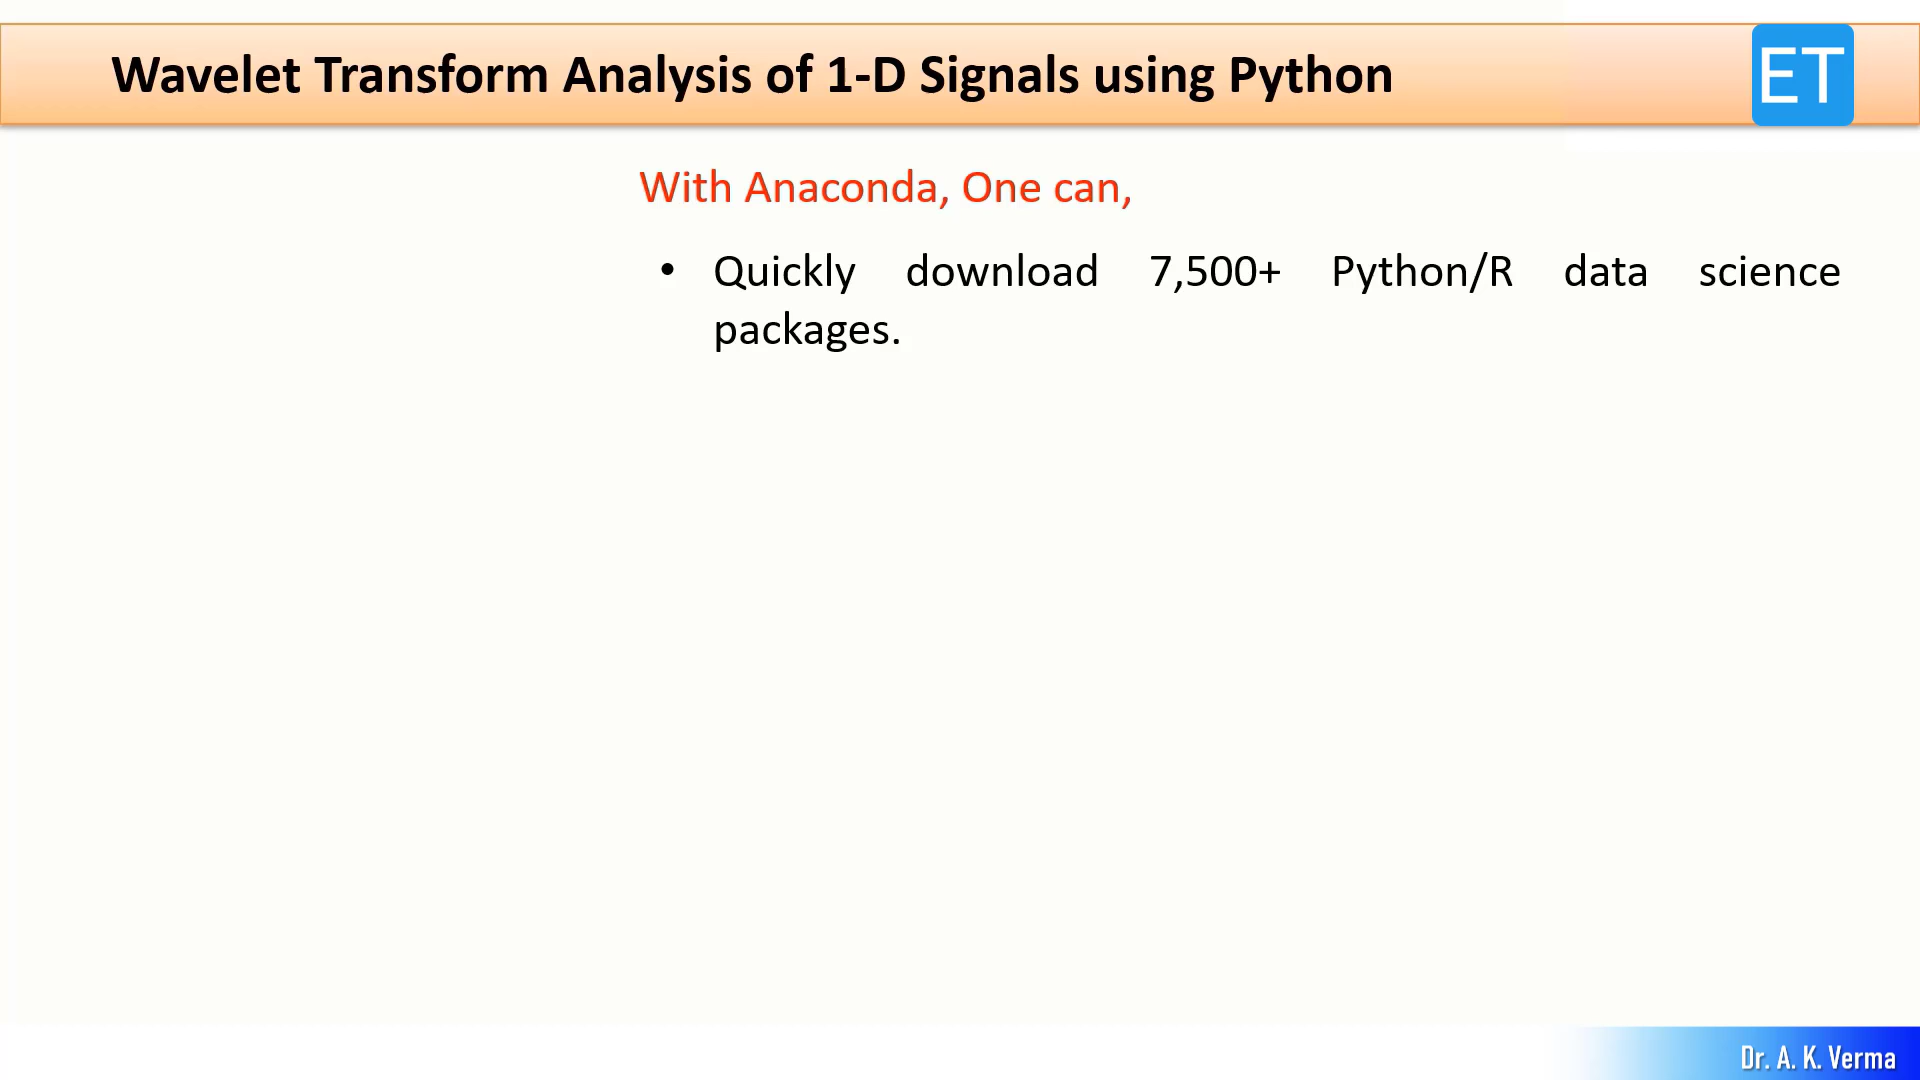 Wavelet Transform Analysis of 1-D Signals using Python
ET
With Anaconda, One can,
• Quickly download 7,500+ Python/R data science
packages.
Dr. A. K. Verma